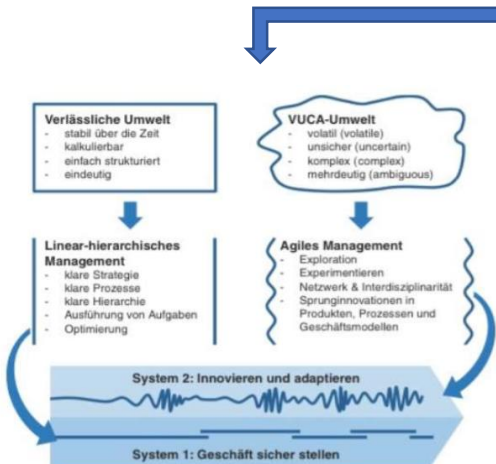 Verlässliche Umwelt
- stabil über die Zeit
- kalkulierbar
- einfach strukturiert
- eindeutig
VUCA-Umwelt
- volatil (volatile)
- unsicher (uncertain)
- komplex (complex)
- mehrdeutig (ambiguous)
Linear-hierarchisches
Management
- klare Strategie
- klare Prozesse
- klare Hierarchie
- Ausführung von Aufgaben
- Optimierung
Agiles Management
- Exploration
- Experimentieren
- Netzwerk & Interdisziplinarität
- Sprunginnovationen in
Produkten, Prozessen und
Geschäftsmodellen
System 2: Innovieren und adaptieren
System 1: Geschäft sicher stellen